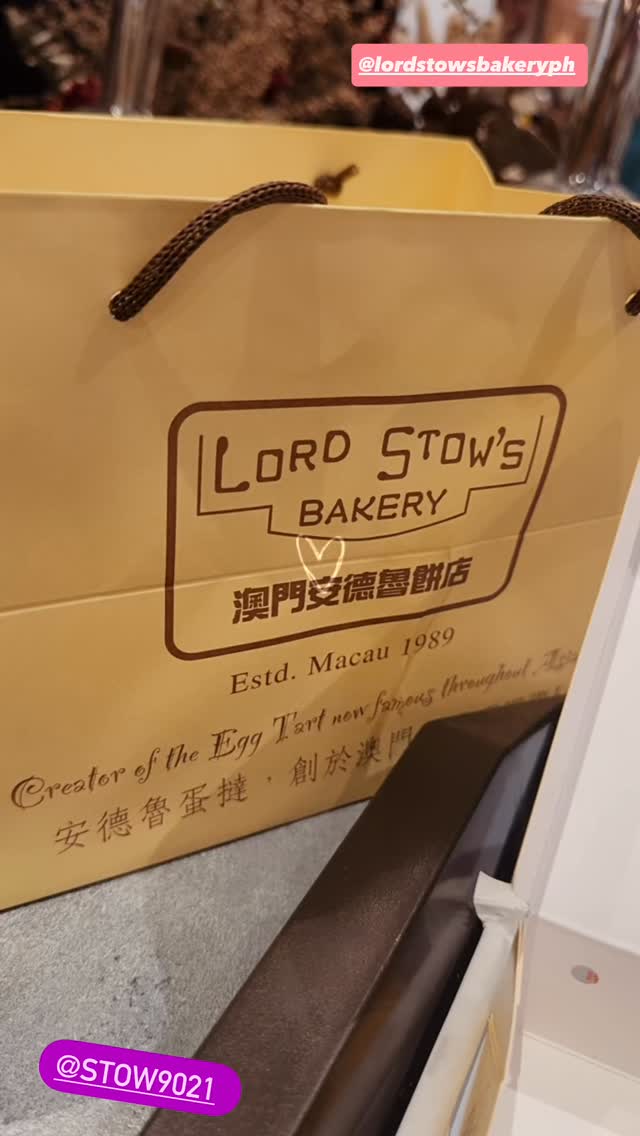 @lordstowsbakeryph
LORD STOW'S
BAKERY
澳門安德魯餅店
Estd. Macau 1989
Creator of the Egg Tart now famous throughout Asia
安德魯蛋撻，創於澳門
@STOW9021